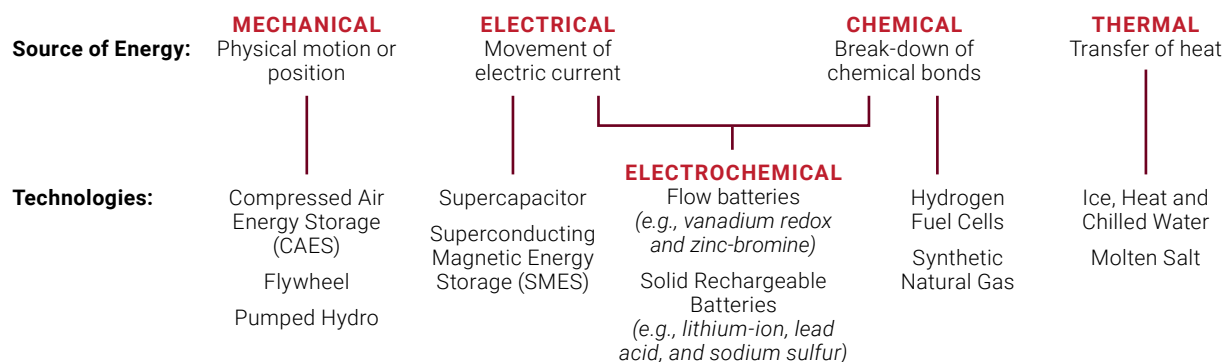 MECHANICAL
ELECTRICAL
CHEMICAL
THERMAL
Source of Energy:
Physical motion or
position
Movement of
electric current
Break-down of
chemical bonds
Transfer of heat
ELECTROCHEMICAL
Technologies:
Compressed Air
Energy Storage
(CAES)
Flywheel
Pumped Hydro
Supercapacitor
Superconducting
Magnetic Energy
Storage (SMES)
Flow batteries
(e.g., vanadium redox
and zinc-bromine)
Solid Rechargeable
Batteries
(e.g., lithium-ion, lead
acid, and sodium sulfur)
Hydrogen
Fuel Cells
Synthetic
Natural Gas
Ice, Heat and
Chilled Water
Molten Salt